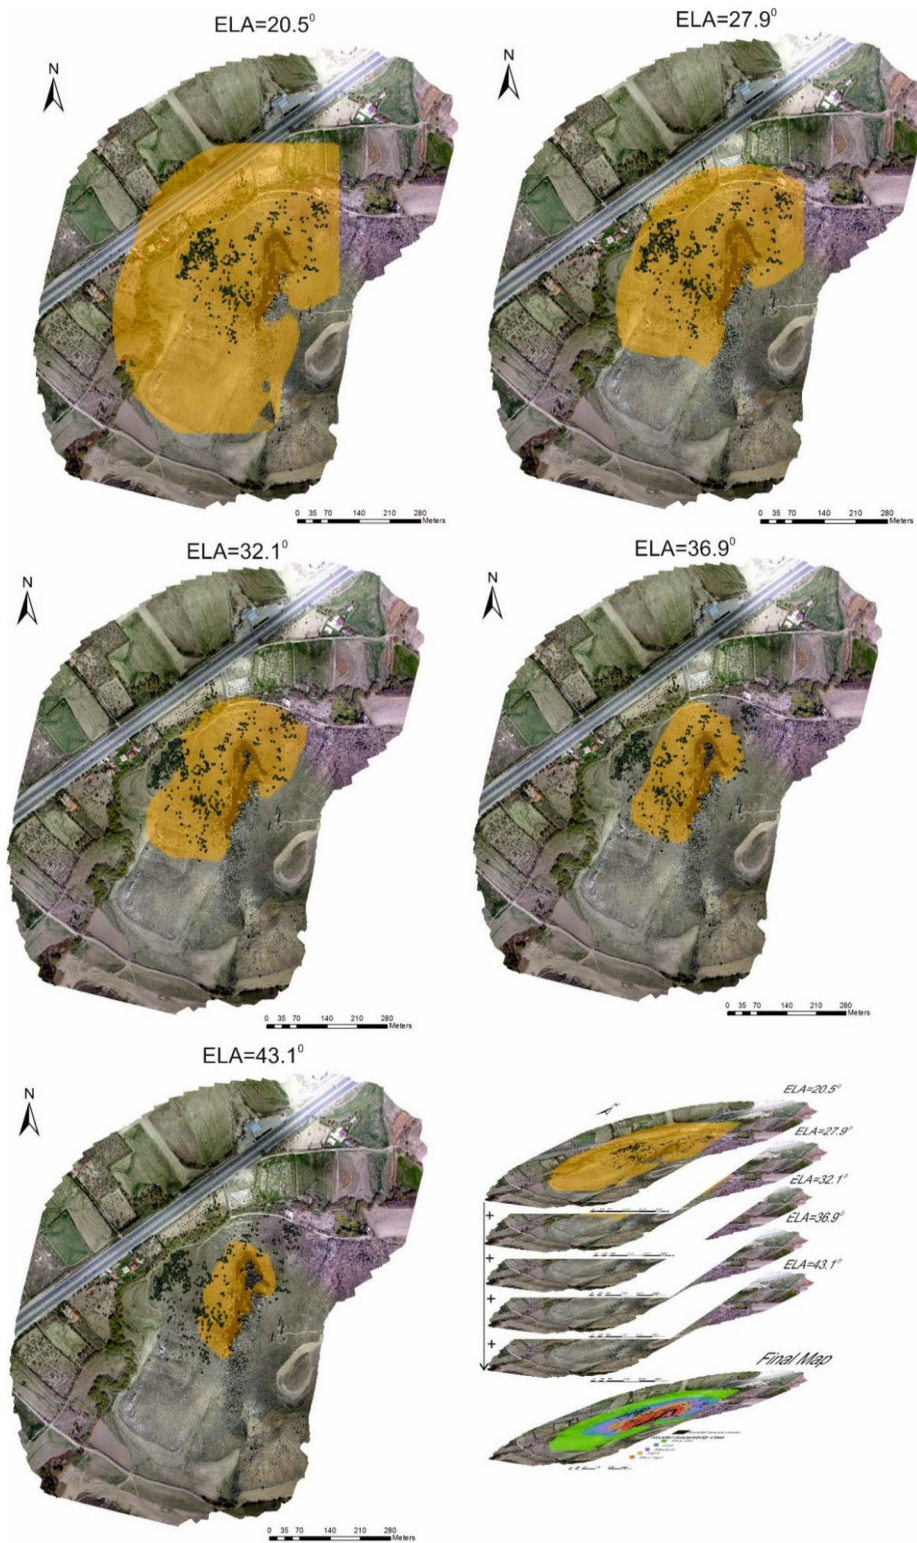 ELA=20.5⁰
ELA=27.9⁰
N
N
0 35 70 140 210 280
Meters
0 35 70 140 210 280
Meters
ELA=32.1⁰
ELA=36.9⁰
N
N
0 35 70 140 210 280
Meters
0 35 70 140 210 280
Meters
ELA=43.1⁰
N
0 35 70 140 210 280
Meters
ELA=20.5⁰
ELA=27.9⁰
ELA=32.1⁰
+
ELA=36.9⁰
+
ELA=43.1⁰
+
+
Final Map